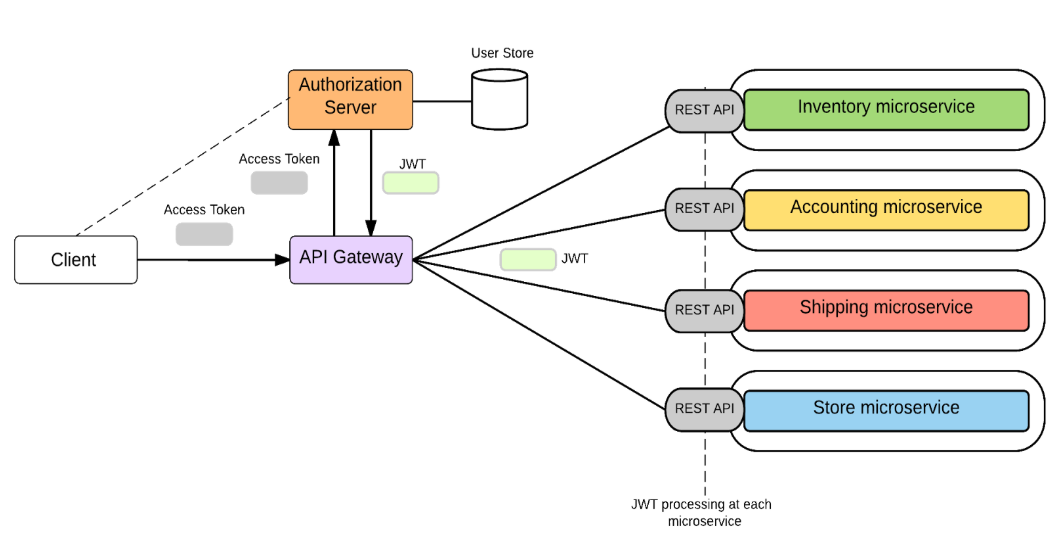 User Store
Authorization
Server
REST API
Inventory microservice
Access Token
JWT
Access Token
REST API
Accounting microservice
Client
API Gateway
JWT
REST API
Shipping microservice
REST API
Store microservice
JWT processing at each
microservice